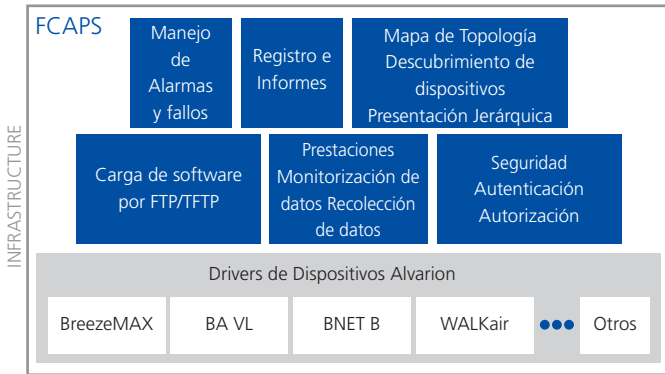 FCAPS
INFRASTRUCTURE
Manejo
de
Alarmas
y fallos
Registro e
Informes
Mapa de Topología
Descubrimiento de
dispositivos
Presentación Jerárquica
Carga de software
por FTP/TFTP
Prestaciones
Monitorización de
datos Recolección
de datos
Seguridad
Autenticación
Autorización
Drivers de Dispositivos Alvarion
BreezeMAX
BA VL
BNET B
WALKair
Otros